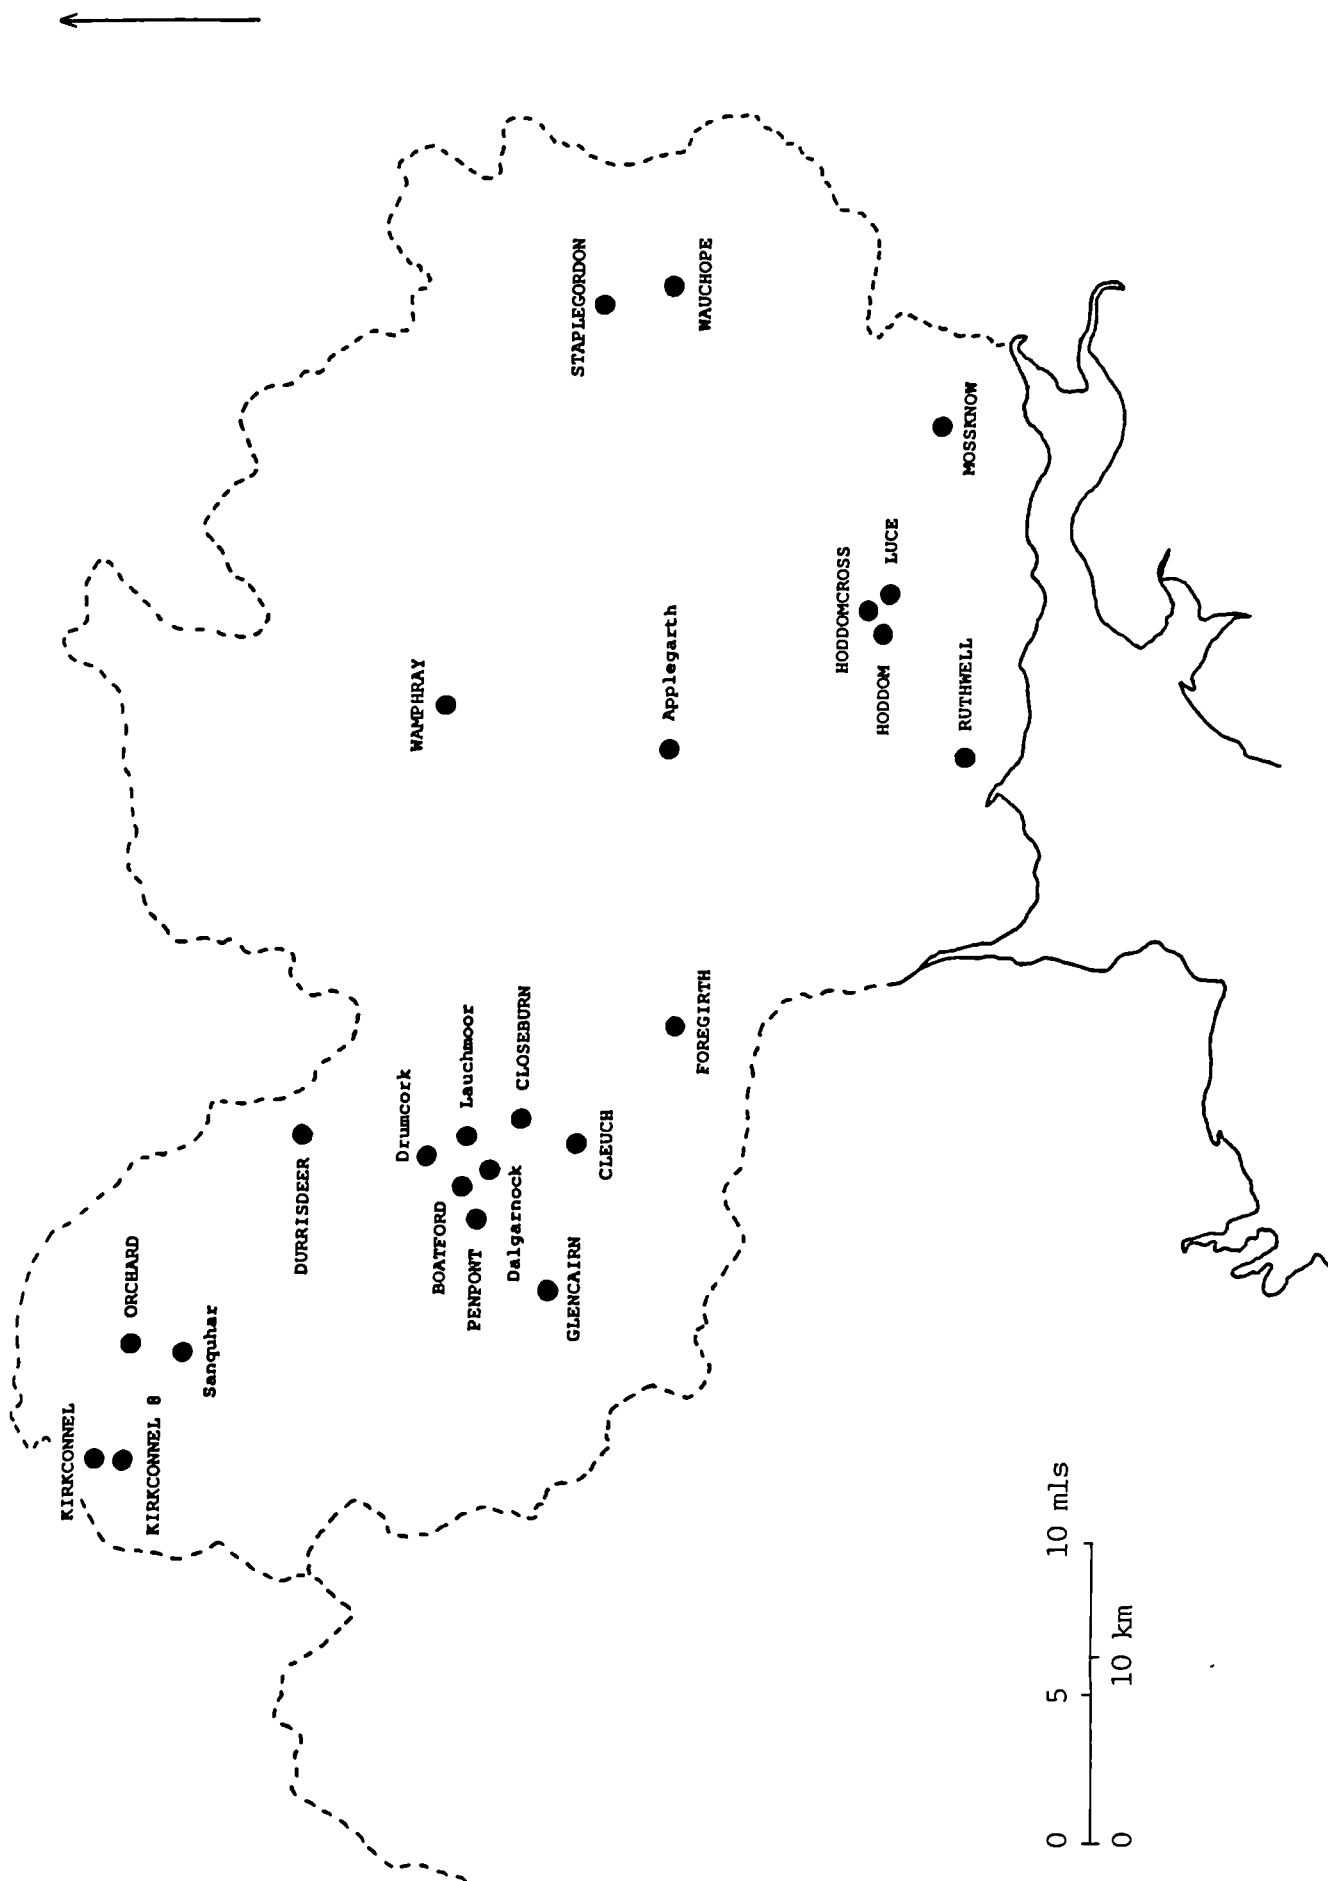 KIRKCONNEL
KIRKCONNEL B
ORCHARD
Sanquhar
DURRISDEER
WAMPHRAY
Drumcork
Lauchmoor
BOATFORD
PENPONT
Dalgarnock
CLOSEBURN
GLENCAIRN
CLEUCH
STAPLEGORDON
WAUCHOPE
Applegarth
FOREGIRTH
HODDOMCROSS
LUCE
HODDOM
RUTHWELL
MOSSKNOW
0 5 10 mls
0 10 km